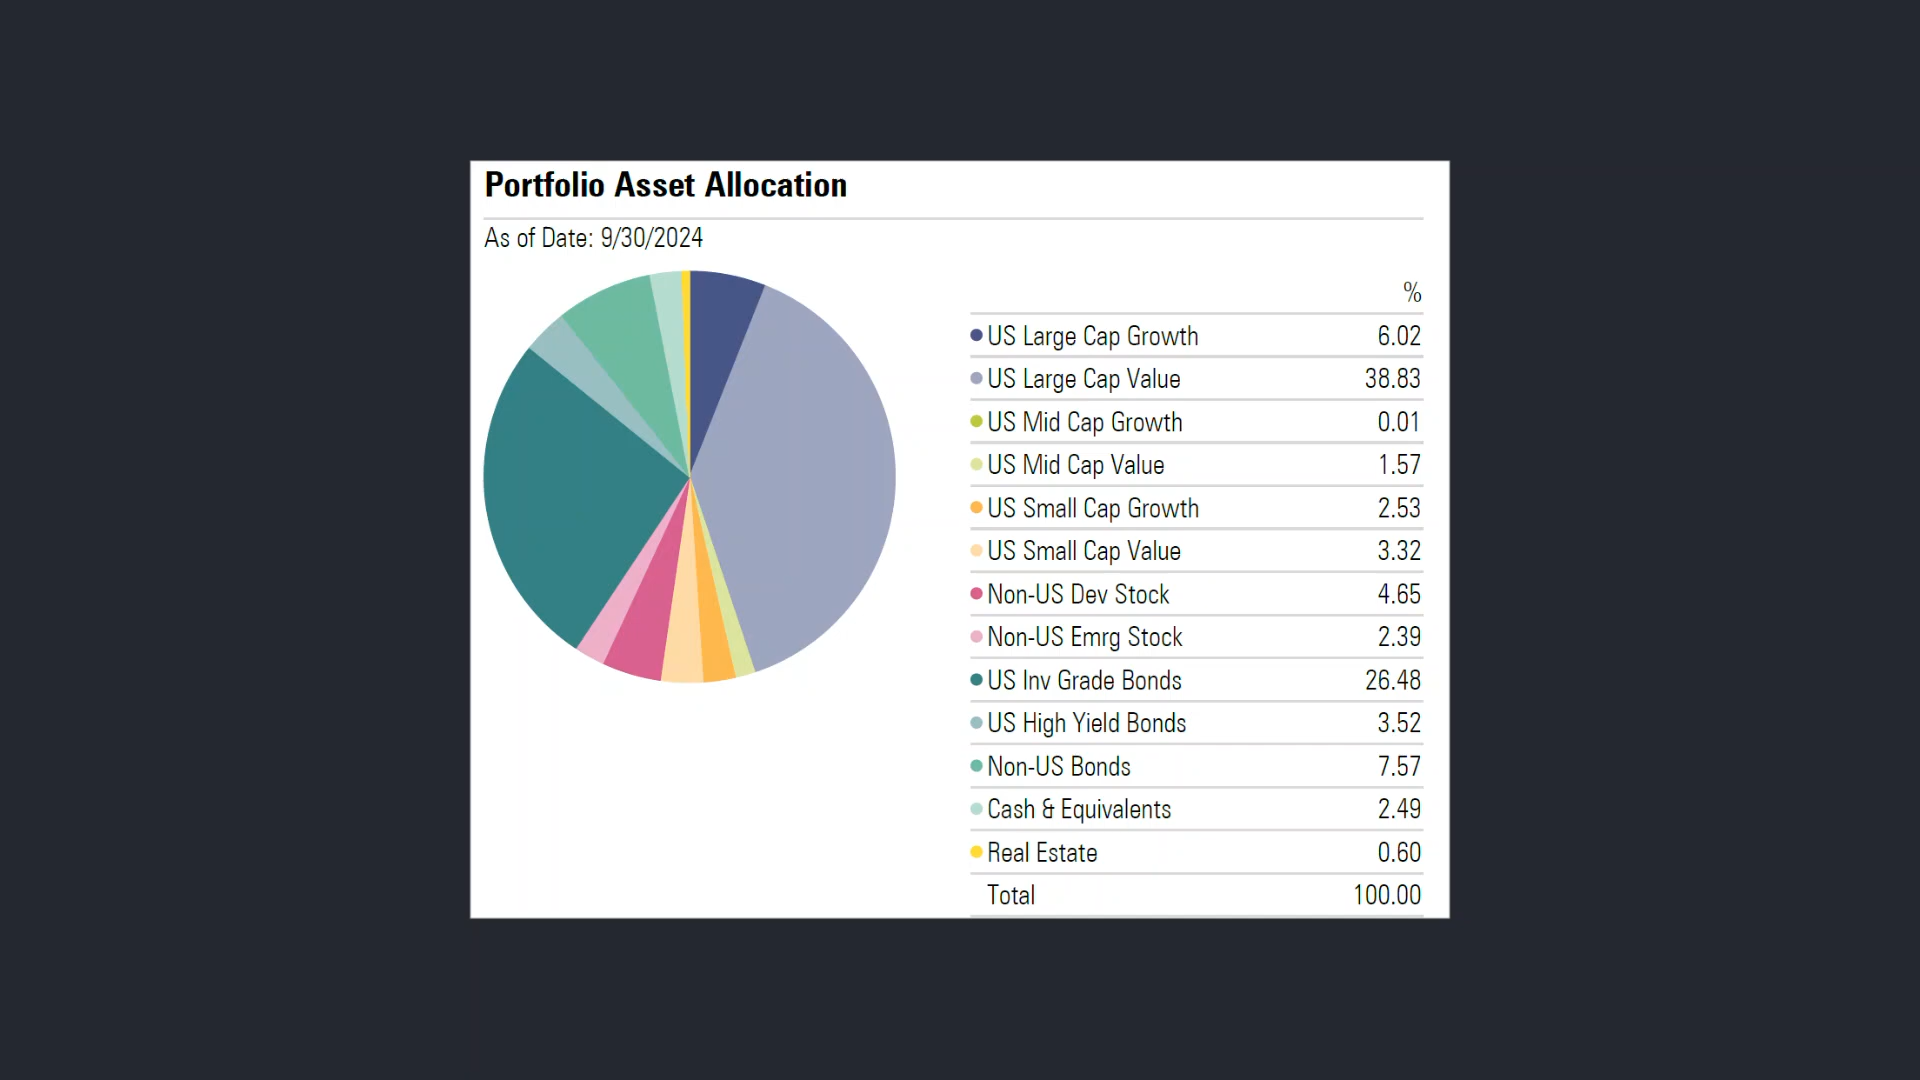 Portfolio Asset Allocation
As of Date: 9/30/2024
%
US Large Cap Growth 6.02
US Large Cap Value 38.83
US Mid Cap Growth 0.01
US Mid Cap Value 1.57
US Small Cap Growth 2.53
US Small Cap Value 3.32
Non-US Dev Stock 4.65
Non-US Emrg Stock 2.39
US Inv Grade Bonds 26.48
US High Yield Bonds 3.52
Non-US Bonds 7.57
Cash & Equivalents 2.49
Real Estate 0.60
Total 100.00